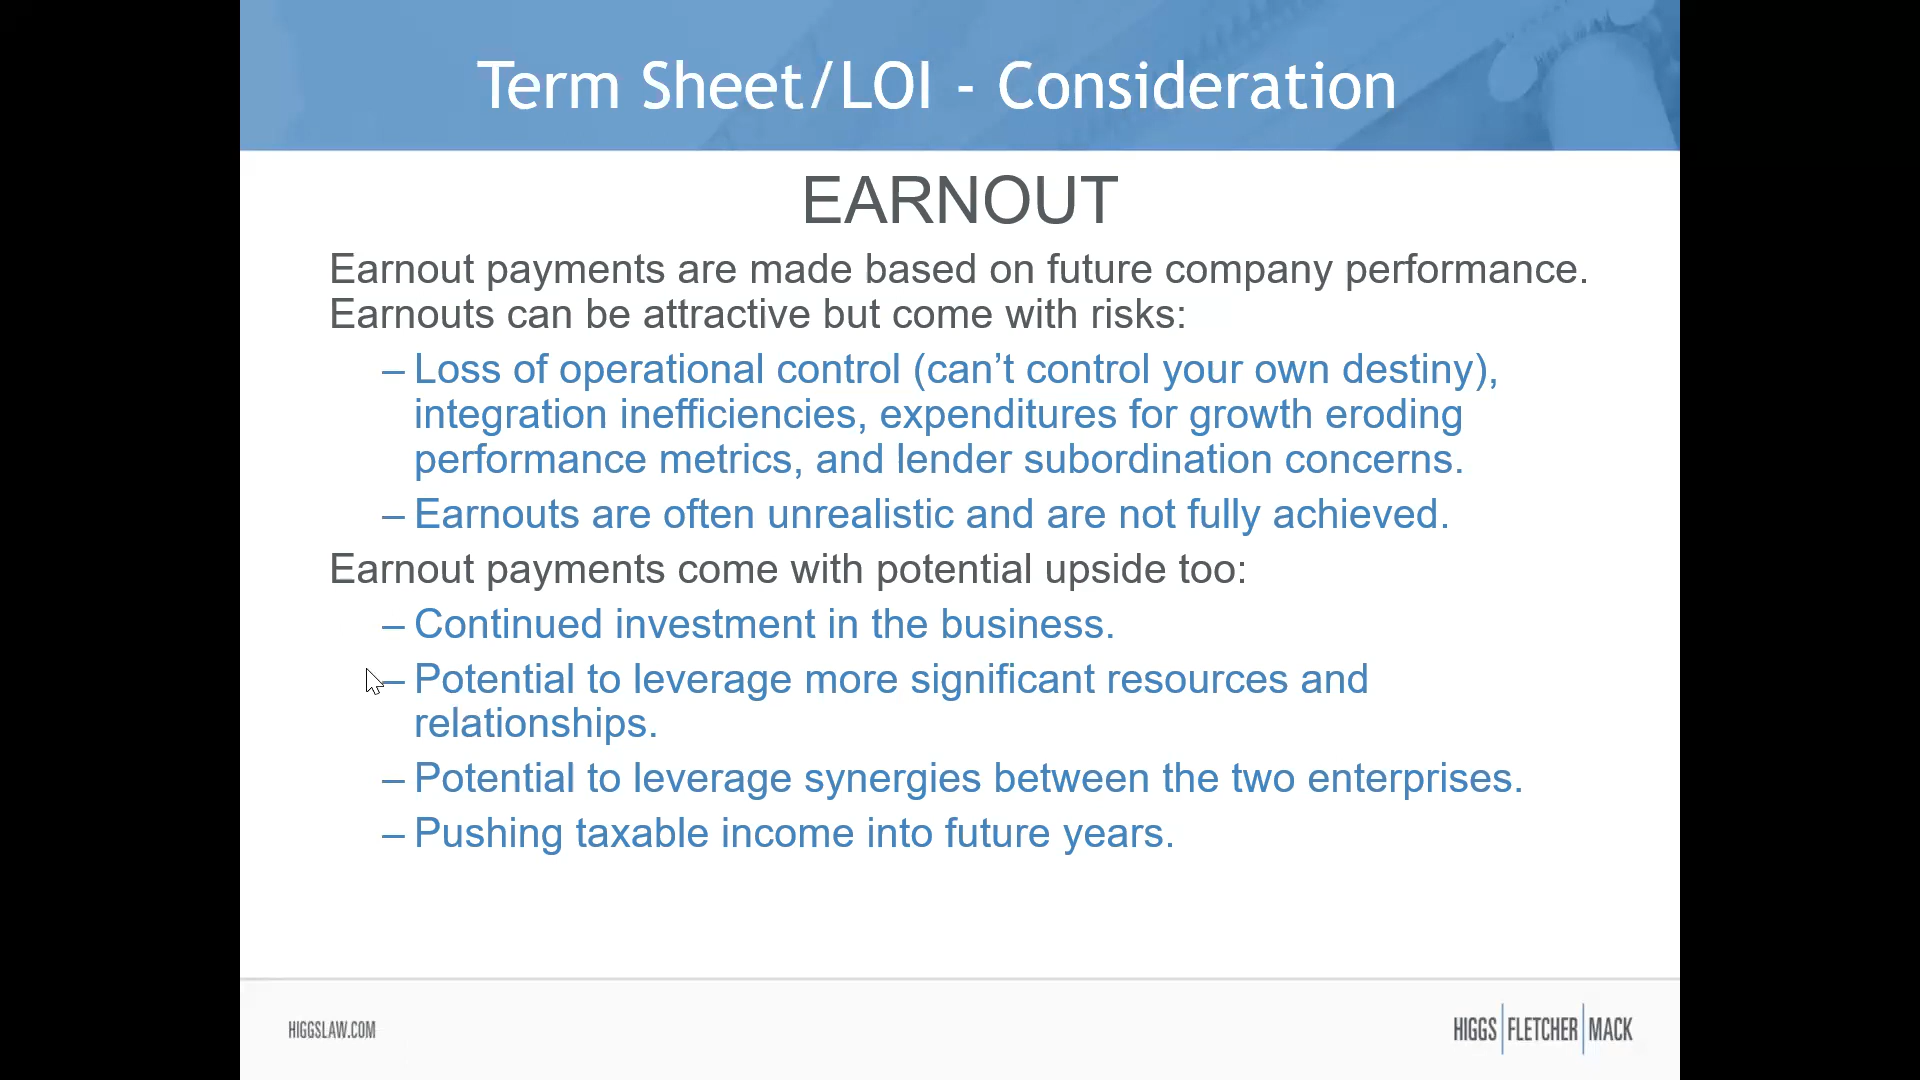 Term Sheet/LOI - Consideration
EARNOUT
Earnout payments are made based on future company performance.
Earnouts can be attractive but come with risks:
– Loss of operational control (can’t control your own destiny),
integration inefficiencies, expenditures for growth eroding
performance metrics, and lender subordination concerns.
– Earnouts are often unrealistic and are not fully achieved.
Earnout payments come with potential upside too:
– Continued investment in the business.
– Potential to leverage more significant resources and
relationships.
– Potential to leverage synergies between the two enterprises.
– Pushing taxable income into future years.
HIGGSLAW.COM
HIGGS|FLETCHER|MACK